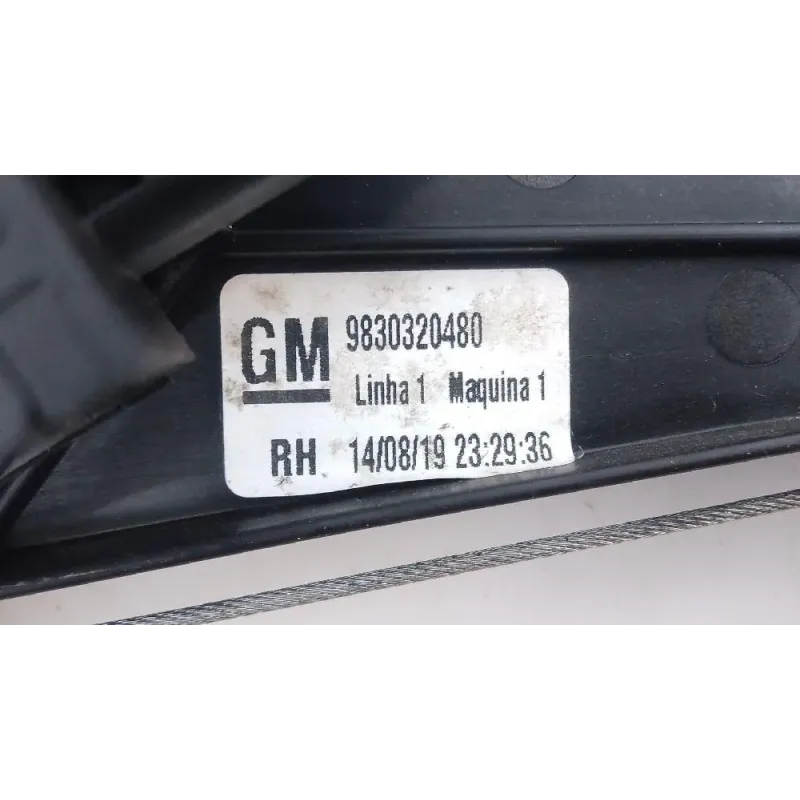 GM 9830320480
Linha 1 Maquina 1
RH 14/08/19 23:29:36